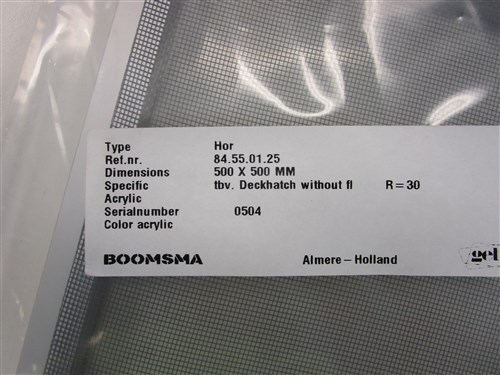 Type Hor
Ref.nr. 84.55.01.25
Dimensions 500 X 500 MM
Specific tbv. Deckhatch without fl R=30
Acrylic
Serialnumber 0504
Color acrylic
BOOMSMA Almere-Holland gel